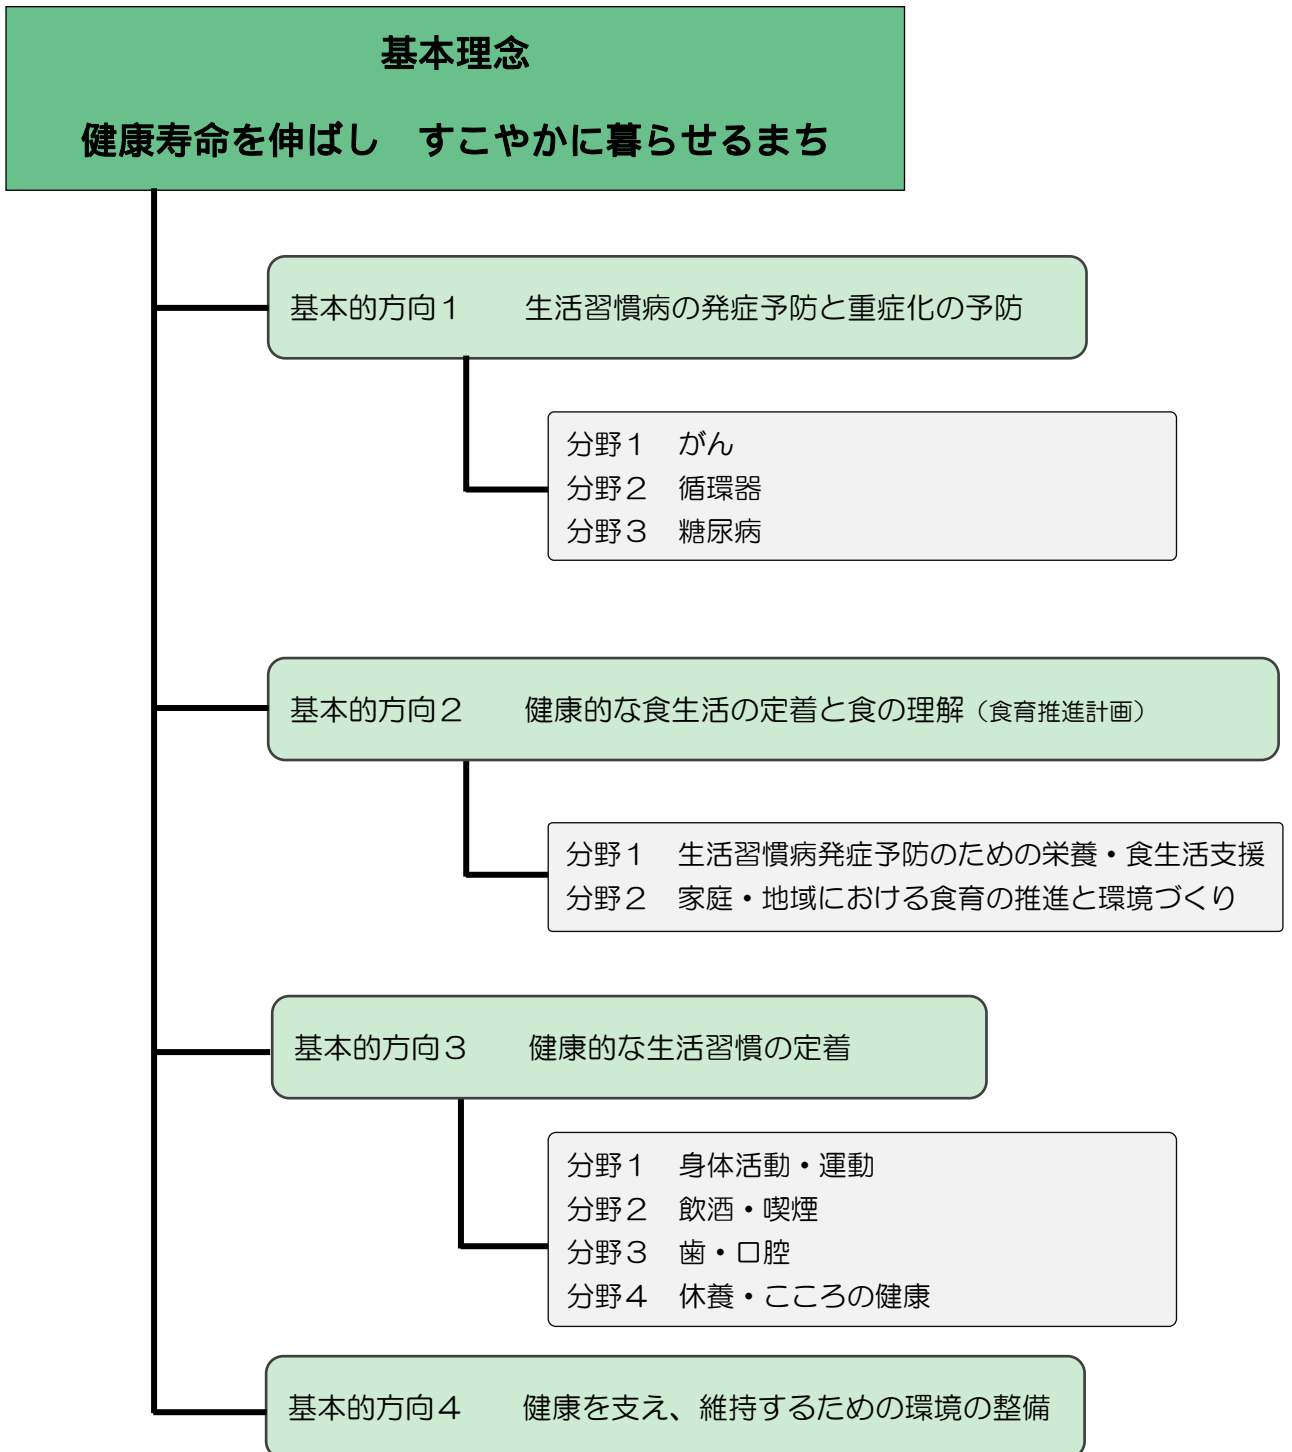 基本理念
健康寿命を伸ばし　すこやかに暮らせるまち
基本的方向１　　生活習慣病の発症予防と重症化の予防
分野１　がん
分野２　循環器
分野３　糖尿病
基本的方向２　　健康的な食生活の定着と食の理解（食育推進計画）
分野１　生活習慣病発症予防のための栄養・食生活支援
分野２　家庭・地域における食育の推進と環境づくり
基本的方向３　　健康的な生活習慣の定着
分野１　身体活動・運動
分野２　飲酒・喫煙
分野３　歯・口腔
分野４　休養・こころの健康
基本的方向４　　健康を支え、維持するための環境の整備